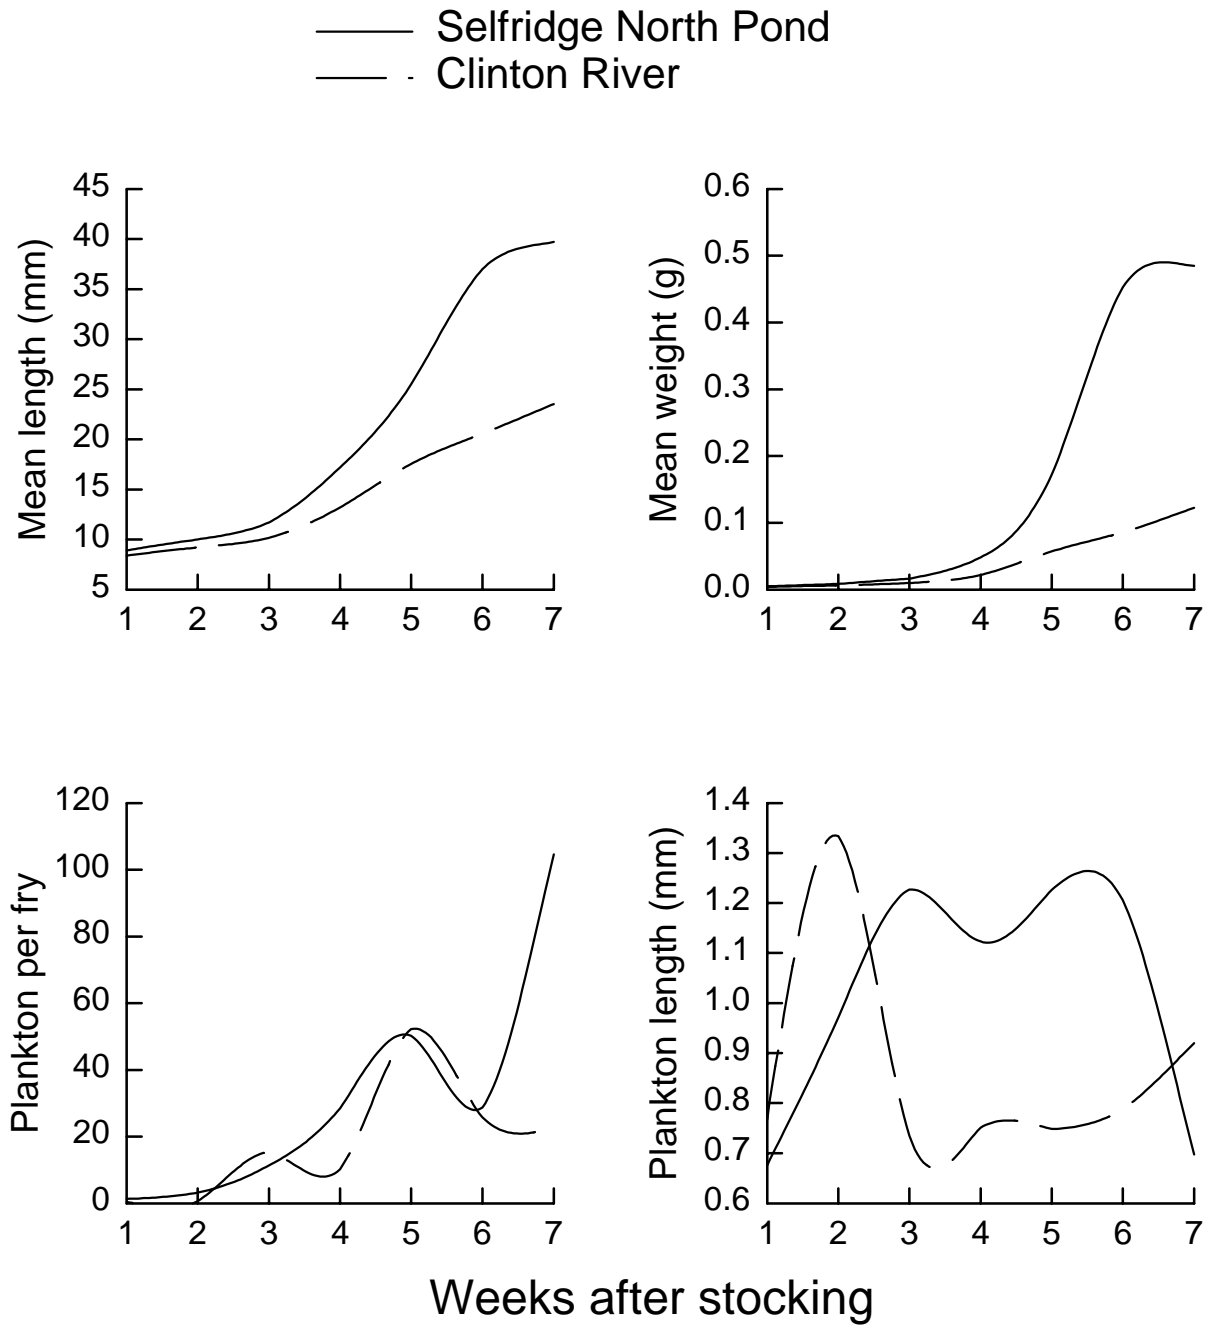 Selfridge North Pond
Clinton River
Mean length (mm)
45
40
35
30
25
20
15
10
5
1 2 3 4 5 6 7
Mean weight (g)
0.6
0.5
0.4
0.3
0.2
0.1
0.0
1 2 3 4 5 6 7
Plankton per fry
120
100
80
60
40
20
0
1 2 3 4 5 6 7
Plankton length (mm)
1.4
1.3
1.2
1.1
1.0
0.9
0.8
0.7
0.6
1 2 3 4 5 6 7
Weeks after stocking